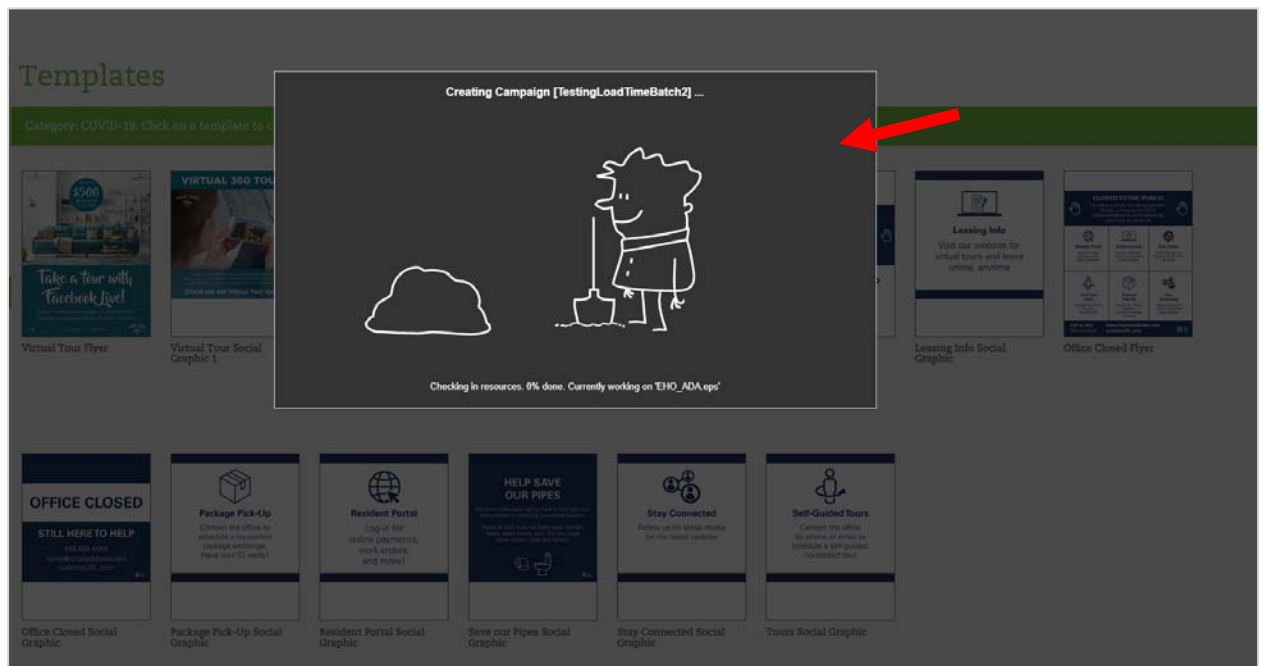 Templates
Creating Campaign [TestingLoadTimeBatch2] ...
Category: COVID-19. Click on a template to c
$500
Take a tour with
Facebook Live!
VIRTUAL 360 TOU
Leasing Info
Visit our website for
virtual tours and lease
online, anytime
CLOSED TO THE PUBLIC
Virtual Tour Flyer
Virtual Tour Social
Graphic 1
Leasing Info Social
Graphic
Office Closed Flyer
Checking in resources. 0% done. Currently working on 'EHO_ADA.eps'
OFFICE CLOSED
STILL HERE TO HELP
Package Pick-Up
Contact the office to
schedule a no-contact
package exchange.
Have your ID ready!
Resident Portal
Log-in for
online payments,
work orders,
and more!
HELP SAVE
OUR PIPES
Stay Connected
Follow us on social media
for the latest updates
Self-Guided Tours
Contact the office
by phone or email to
schedule a self-guided,
no-contact tour
Office Closed Social
Graphic
Package Pick-Up Social
Graphic
Resident Portal Social
Graphic
Save our Pipes Social
Graphic
Stay Connected Social
Graphic
Tours Social Graphic